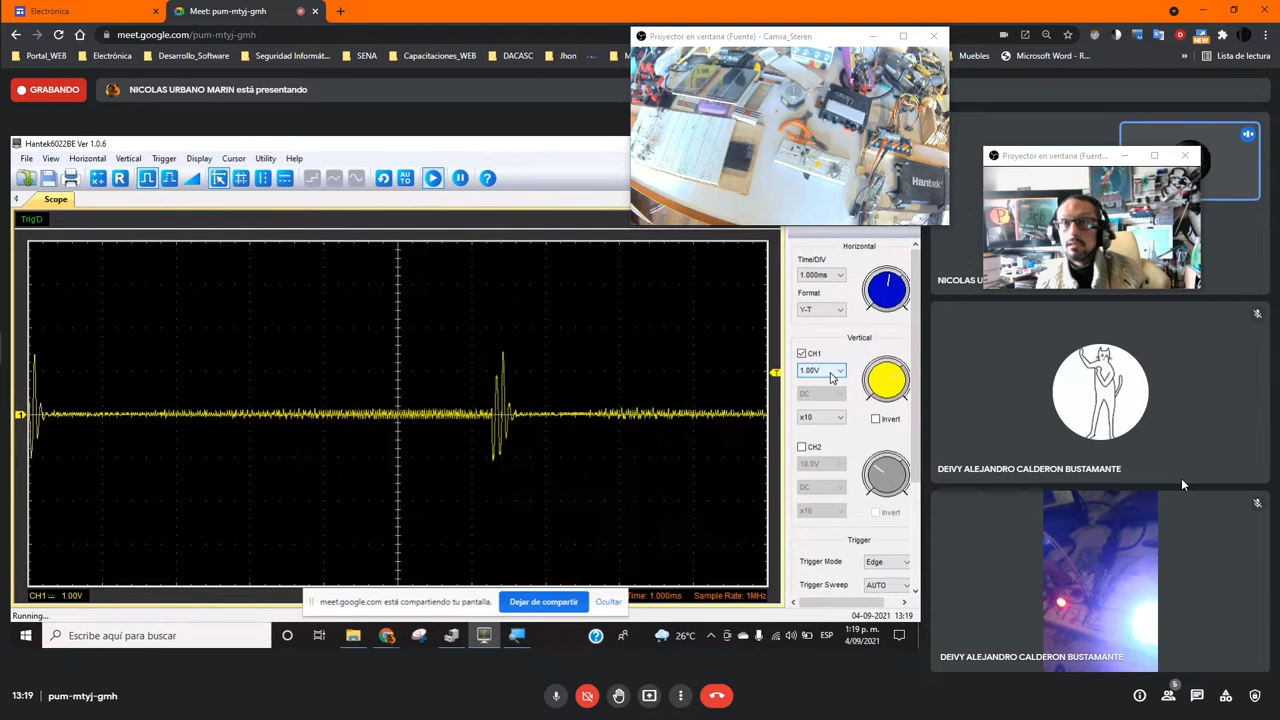 Electrónica
Meet: pum-mtyj-gmh
meet.google.com/pum-mtyj-gmh
NEW
Portal_WEB
Electrónica
Desarrollo_Software
Seguridad Informát...
SENA
Capacitaciones_WEB
DACASC
Jhon
Muebles
Microsoft Word - R...
Lista de lectura
Proyector en ventana (Fuente) - Camra_Steren
Hantek
GRABANDO
NICOLAS URBANO MARIN está presentando
Hantek6022BE Ver 1.0.6
File View Horizontal Vertical Trigger Display Cursor Utility Help
R
AUTO
Scope
Trig'D
Horizontal
Time/DIV
1.000ms
Format
Y-T
Vertical
CH1
1.00V
DC
x10
Invert
CH2
10.0V
DC
x10
Invert
Trigger
Trigger Mode Edge
Trigger Sweep AUTO
1
T
CH1 1.00V
Time: 1.000ms Sample Rate: 1MHz
meet.google.com está compartiendo tu pantalla.
Dejar de compartir
Ocultar
Running...
04-09-2021 13:19
Escribe aquí para buscar
26°C
ESP
1:19 p. m.
4/09/2021
Proyector en ventana (Fuent...
NICOLAS U
DEIVY ALEJANDRO CALDERON BUSTAMANTE
DEIVY ALEJANDRO CALDERON BUSTAMANTE
13:19
pum-mtyj-gmh
5